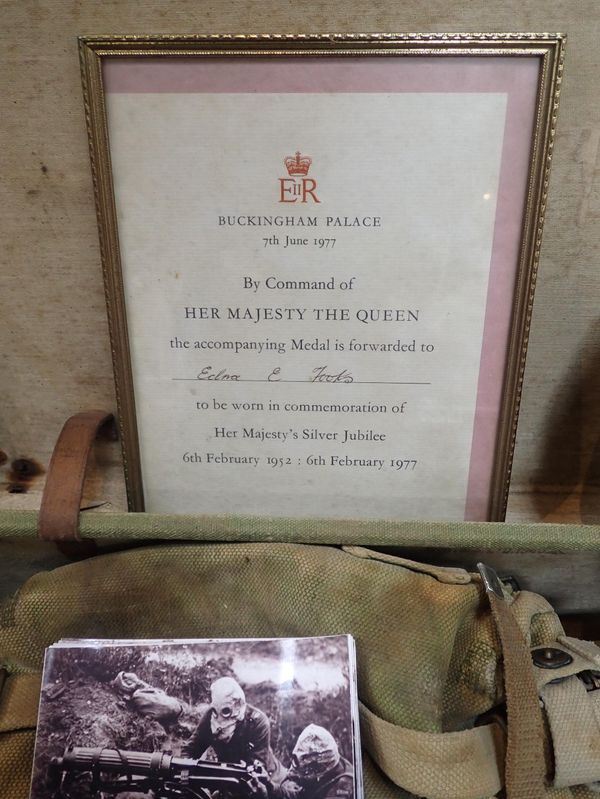 EIIR
BUCKINGHAM PALACE
7th June 1977
By Command of
HER MAJESTY THE QUEEN
the accompanying Medal is forwarded to
Edna E Fooks
to be worn in commemoration of
Her Majesty's Silver Jubilee
6th February 1952 : 6th February 1977